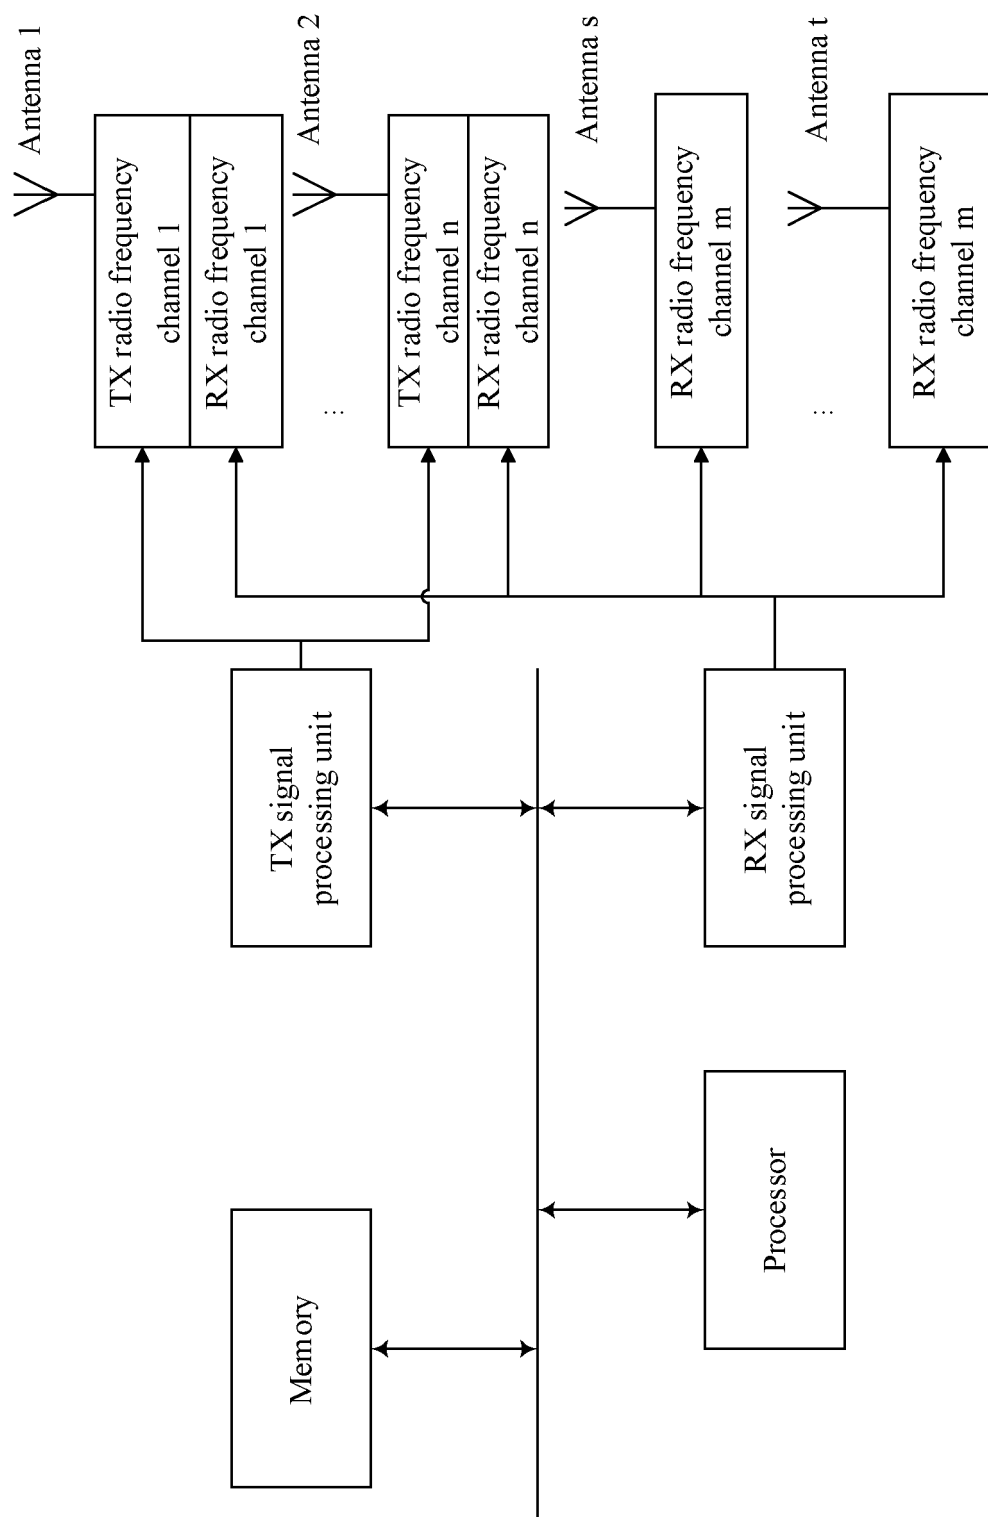 Antenna 1
TX radio frequency
channel 1
RX radio frequency
channel 1
Antenna 2
...
TX radio frequency
channel n
RX radio frequency
channel n
Antenna s
RX radio frequency
channel m
Antenna t
...
RX radio frequency
channel m
TX signal
processing unit
RX signal
processing unit
Memory
Processor